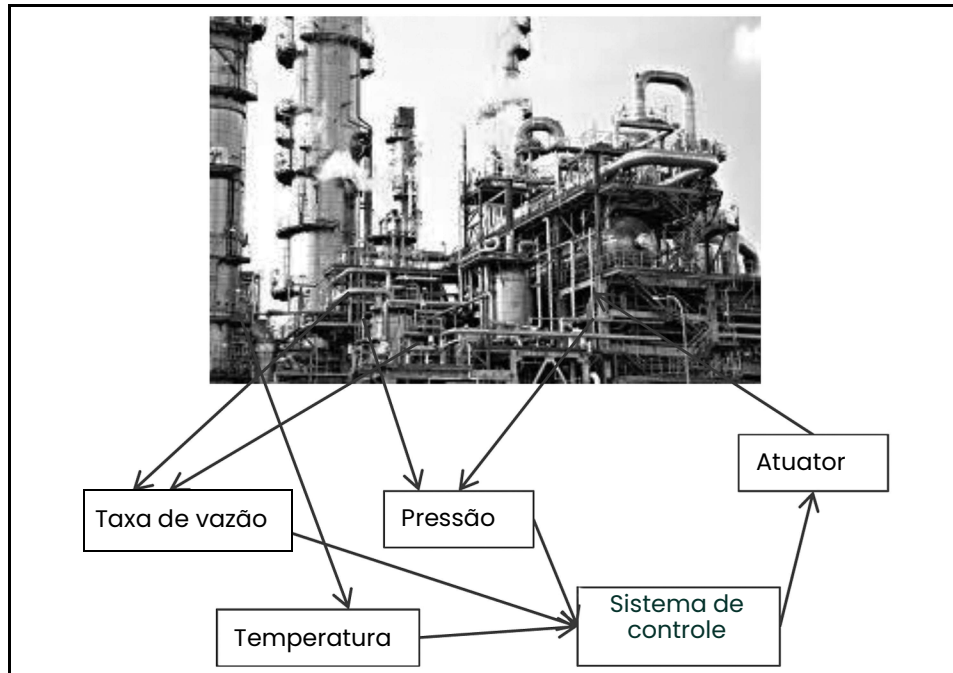 Atuator
Taxa de vazão
Pressão
Sistema de
controle
Temperatura